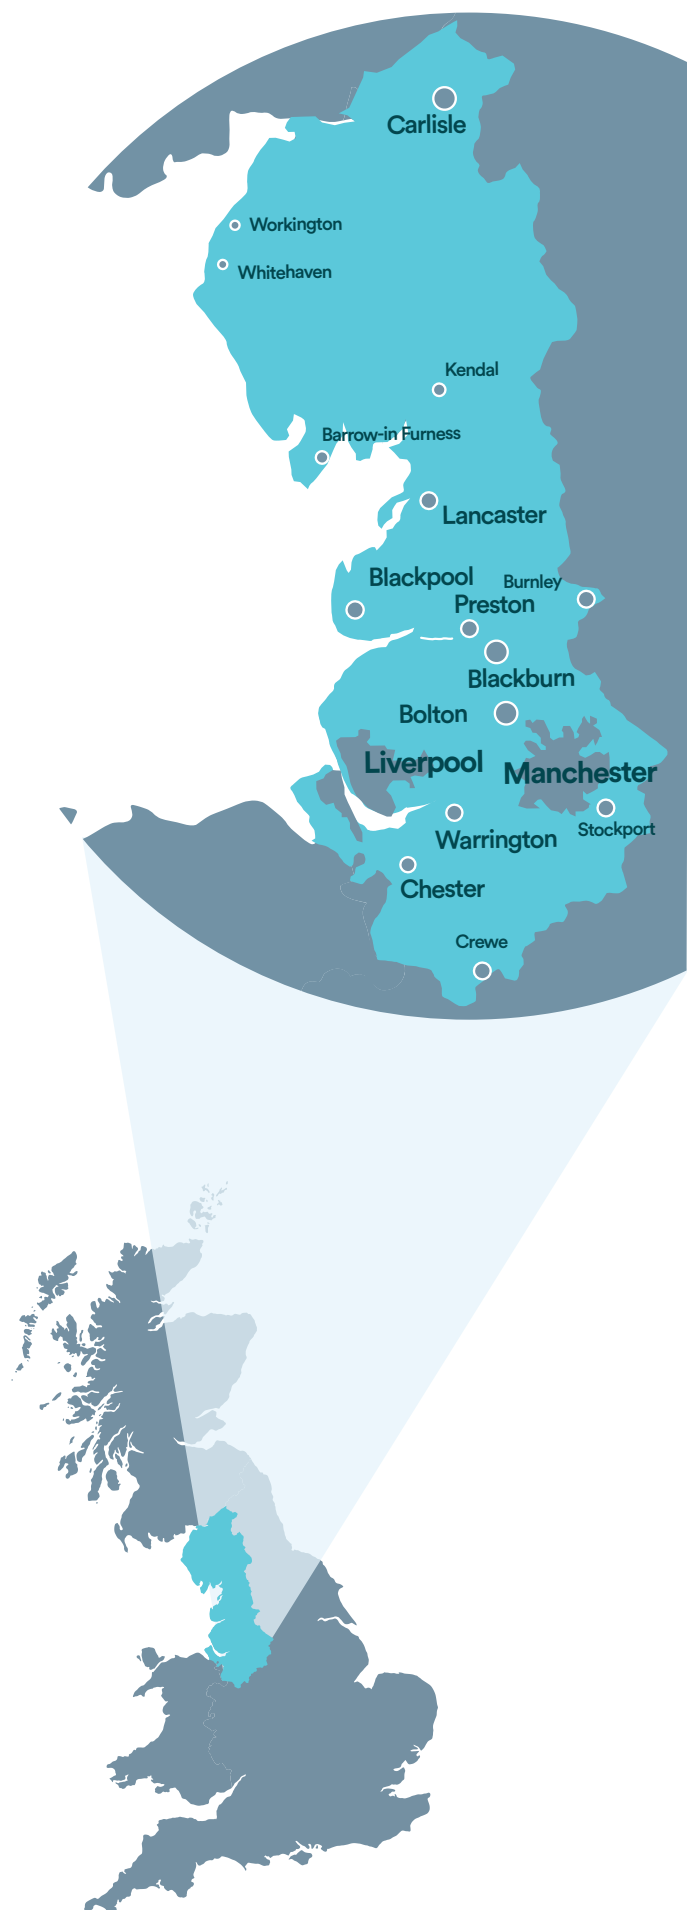 Carlisle
Workington
Whitehaven
Kendal
Barrow-in Furness
Lancaster
Blackpool
Burnley
Preston
Blackburn
Bolton
Liverpool
Manchester
Stockport
Warrington
Chester
Crewe